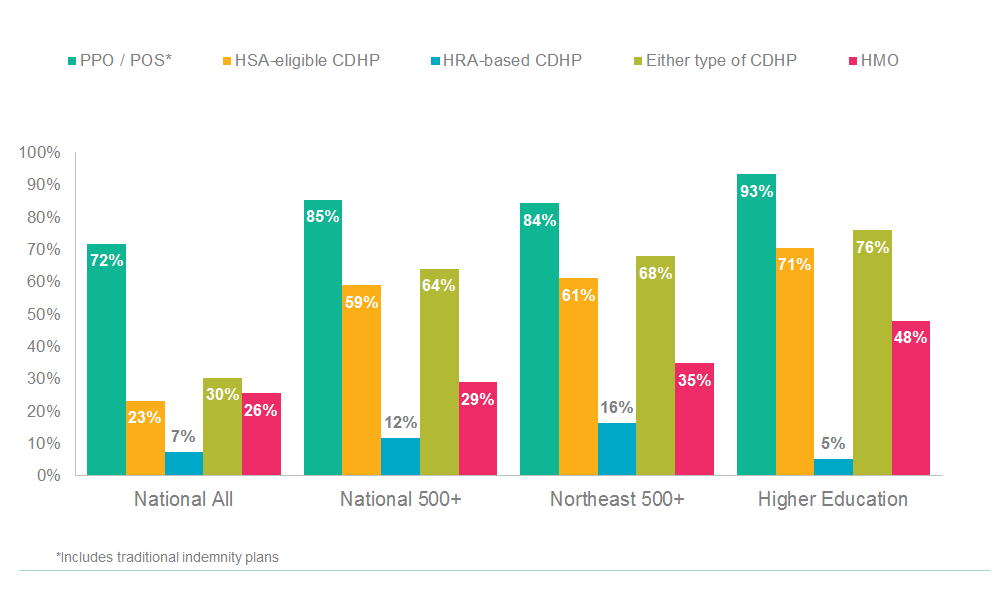 PPO / POS* HSA-eligible CDHP HRA-based CDHP Either type of CDHP HMO
100%
90%
80%
70%
60%
50%
40%
30%
20%
10%
0%
72% 23% 7% 30% 26%
85% 59% 12% 64% 29%
84% 61% 16% 68% 35%
93% 71% 5% 76% 48%
National All National 500+ Northeast 500+ Higher Education
*Includes traditional indemnity plans